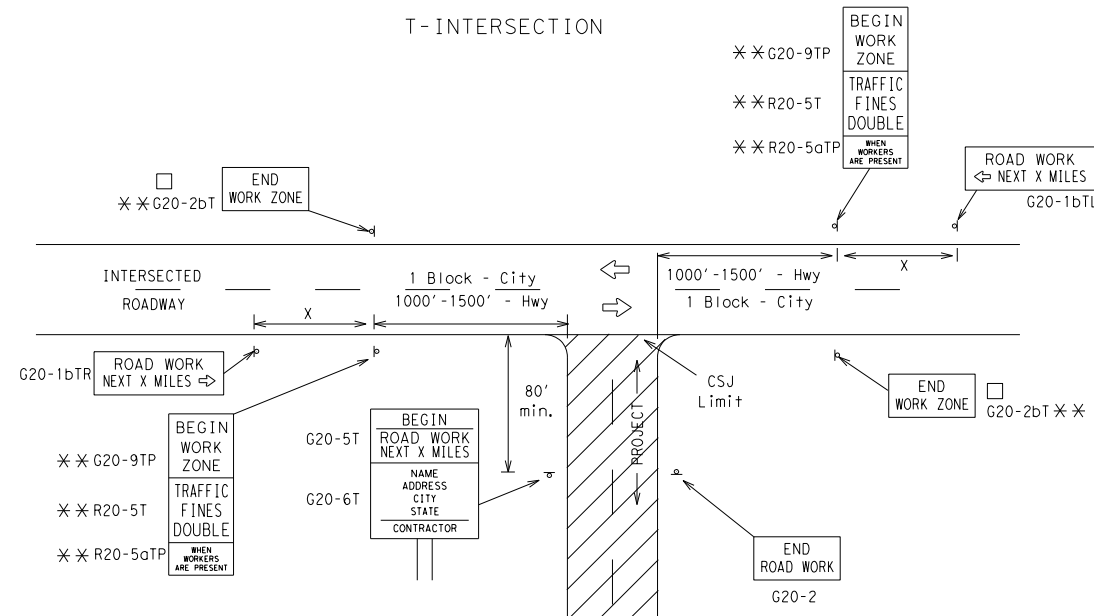 T-INTERSECTION
BEGIN
WORK
ZONE
TRAFFIC
FINES
DOUBLE
WHEN
WORKERS
ARE PRESENT
**G20-9TP
**R20-5T
**R20-5aTP
ROAD WORK
⇦ NEXT X MILES
G20-1bTL
END
WORK ZONE
□
**G20-2bT
INTERSECTED
ROADWAY
1 Block - City
1000'-1500' - Hwy
X
1000'-1500' - Hwy
1 Block - City
X
G20-1bTR
ROAD WORK
NEXT X MILES ⇨
80'
min.
CSJ
Limit
PROJECT
END
WORK ZONE
□
G20-2bT**
BEGIN
WORK
ZONE
TRAFFIC
FINES
DOUBLE
WHEN
WORKERS
ARE PRESENT
**G20-9TP
**R20-5T
**R20-5aTP
G20-5T
G20-6T
BEGIN
ROAD WORK
NEXT X MILES
NAME
ADDRESS
CITY
STATE
CONTRACTOR
END
ROAD WORK
G20-2